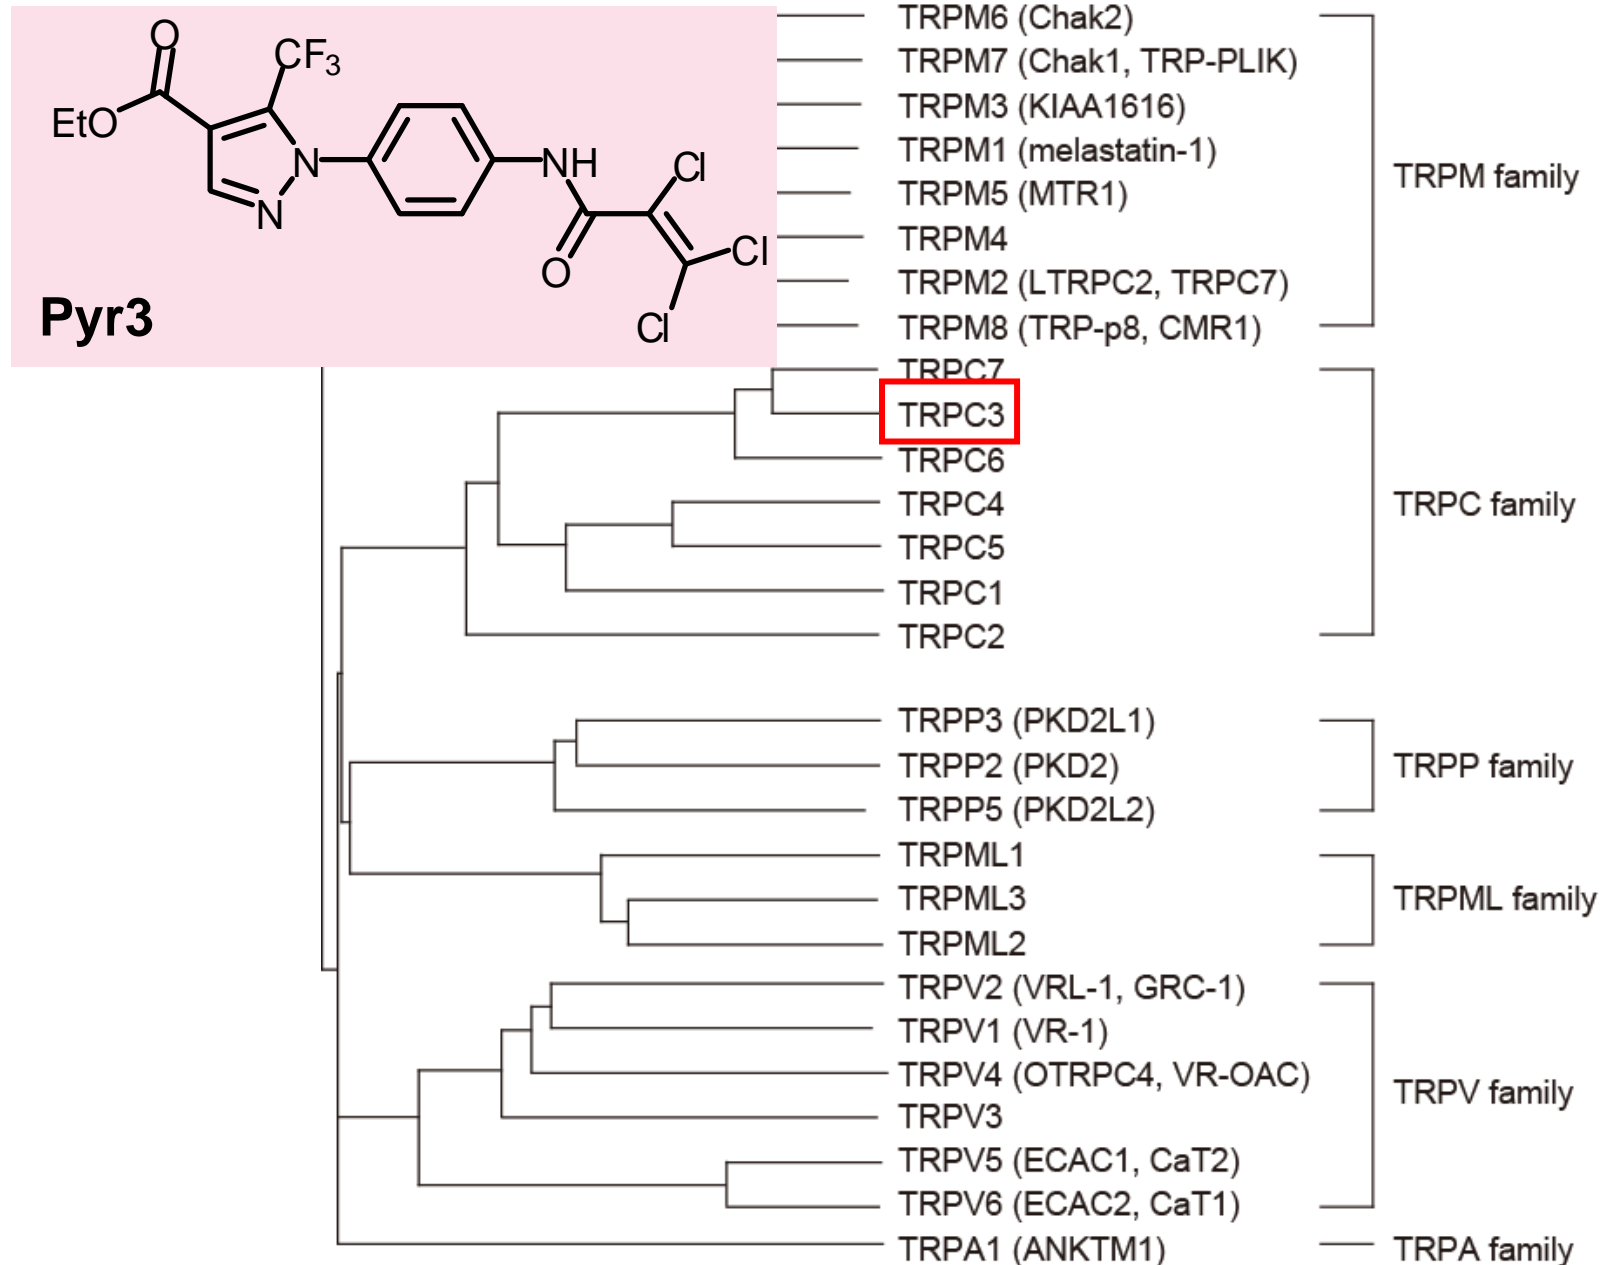 O
CF3
EtO
N
N
NH
Cl
Cl
O
Cl
Pyr3
TRPM6 (Chak2)
TRPM7 (Chak1, TRP-PLIK)
TRPM3 (KIAA1616)
TRPM1 (melastatin-1)
TRPM5 (MTR1)
TRPM4
TRPM2 (LTRPC2, TRPC7)
TRPM8 (TRP-p8, CMR1)
TRPM family
TRPC7
TRPC3
TRPC6
TRPC4
TRPC5
TRPC1
TRPC2
TRPC family
TRPP3 (PKD2L1)
TRPP2 (PKD2)
TRPP5 (PKD2L2)
TRPP family
TRPML1
TRPML3
TRPML2
TRPML family
TRPV2 (VRL-1, GRC-1)
TRPV1 (VR-1)
TRPV4 (OTRPC4, VR-OAC)
TRPV3
TRPV5 (ECAC1, CaT2)
TRPV6 (ECAC2, CaT1)
TRPV family
TRPA1 (ANKTM1)
TRPA family